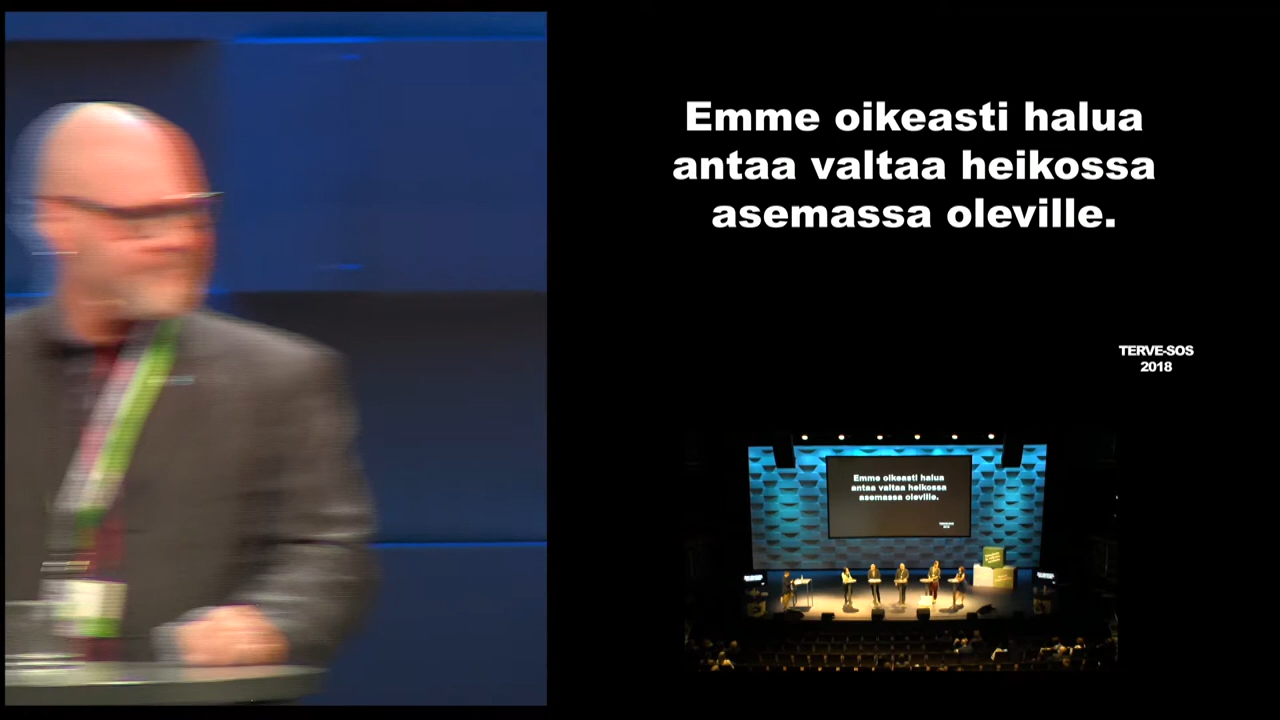 Emme oikeasti halua
antaa valtaa heikossa
asemassa oleville.
TERVE-SOS
2018
Emme oikeasti halua
antaa valtaa heikossa
asemassa oleville.